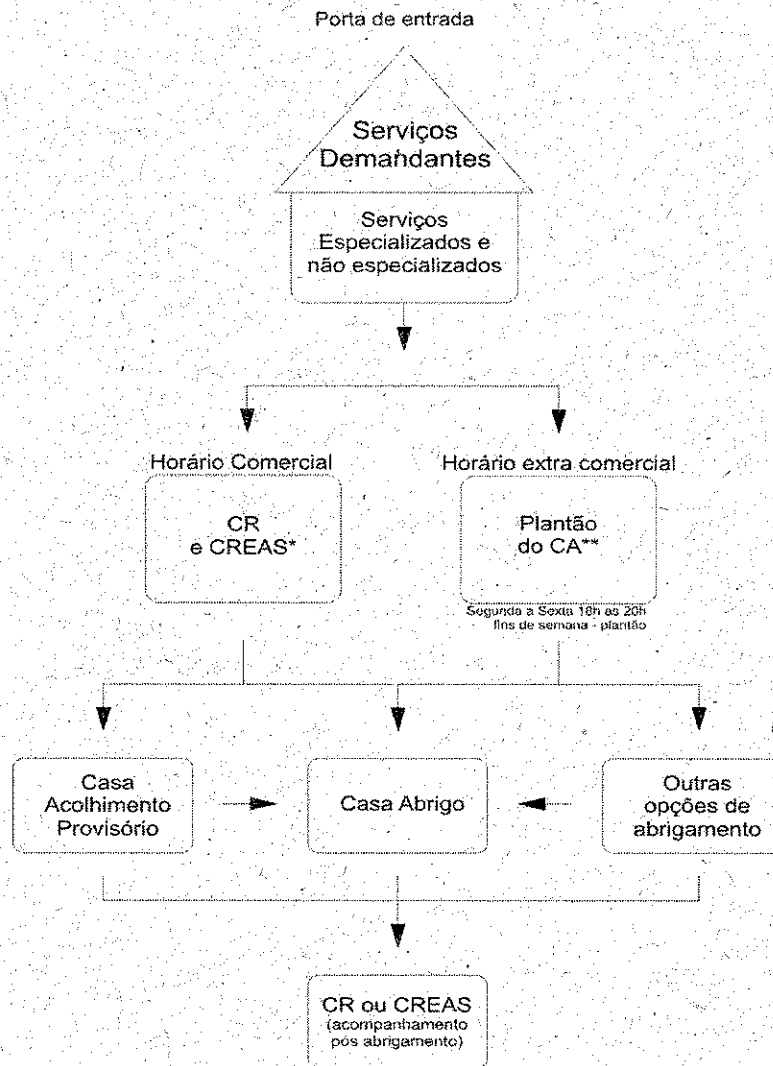 Porta de entrada
Serviços
Demandantes
Serviços
Especializados e
não especializados
Horário Comercial
CR
e CREAS*
Horário extra comercial
Plantão
do CA**
Segunda a Sexta 18h as 20h
fins de semana - plantão
Casa
Acolhimento
Provisório
Casa Abrigo
Outras
opções de
abrigamento
CR ou CREAS
(acompanhamento
pós abrigamento)